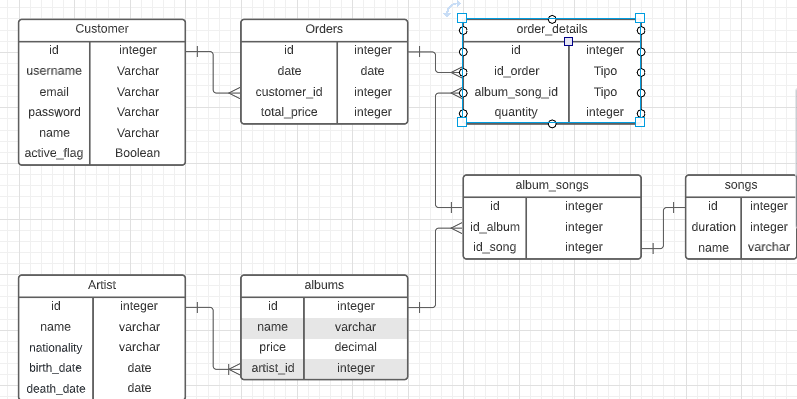 Customer
id integer
username Varchar
email Varchar
password Varchar
name Varchar
active_flag Boolean
Orders
id integer
date date
customer_id integer
total_price integer
order_details
id integer
id_order Tipo
album_song_id Tipo
quantity integer
album_songs
id integer
id_album integer
id_song integer
songs
id integer
duration integer
name varchar
Artist
id integer
name varchar
nationality varchar
birth_date date
death_date date
albums
id integer
name varchar
price decimal
artist_id integer